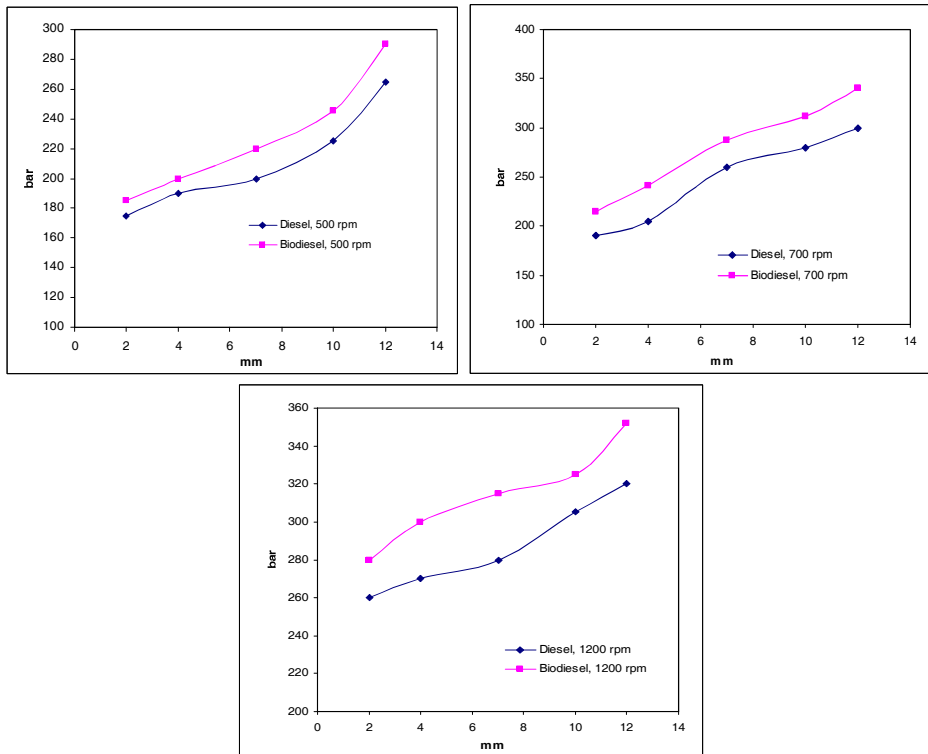 300
280
260
240
220
200
180
160
140
120
100
bar
0 2 4 6 8 10 12 14
mm
Diesel, 500 rpm
Biodiesel, 500 rpm
400
350
300
250
200
150
100
bar
0 2 4 6 8 10 12 14
mm
Diesel, 700 rpm
Biodiesel, 700 rpm
360
340
320
300
280
260
240
220
200
bar
0 2 4 6 8 10 12 14
mm
Diesel, 1200 rpm
Biodiesel, 1200 rpm